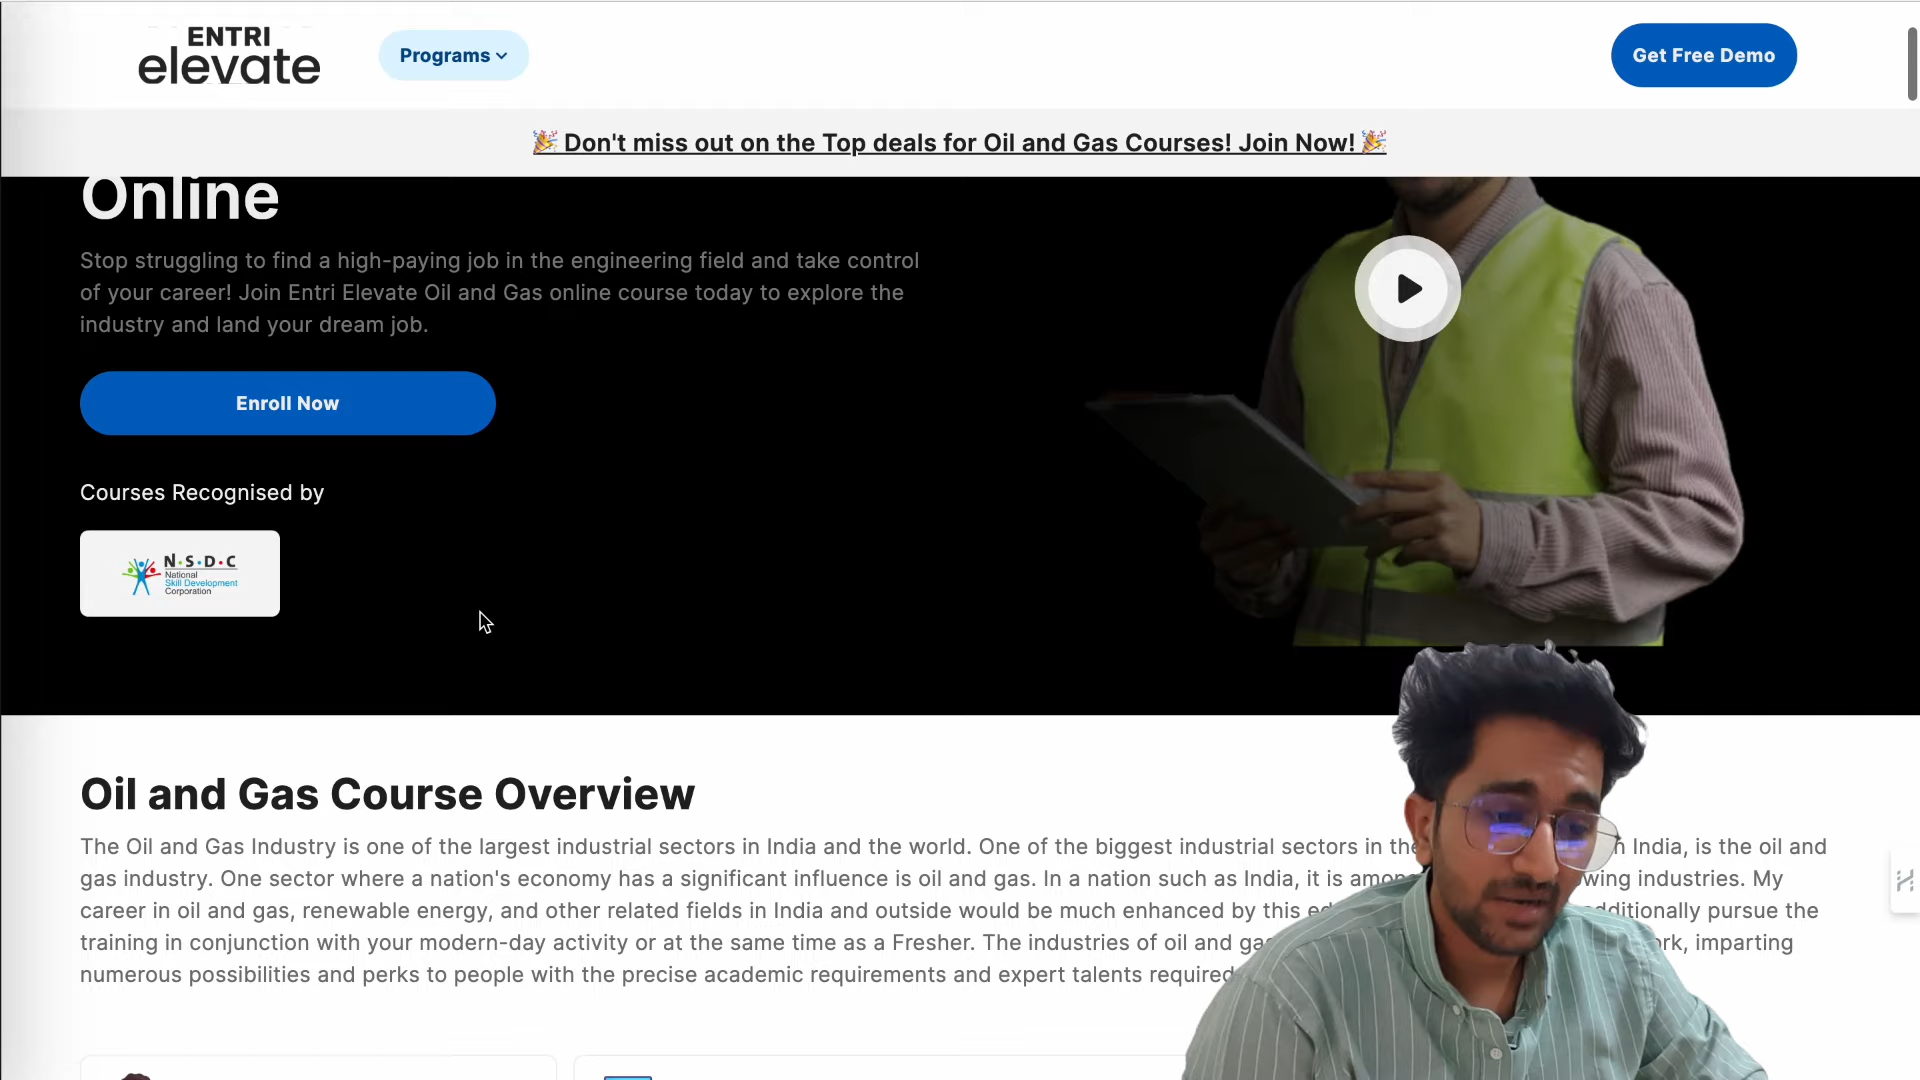 ENTRI
elevate
Programs
Get Free Demo
🎉 Don't miss out on the Top deals for Oil and Gas Courses! Join Now! 🎉
Online
Stop struggling to find a high-paying job in the engineering field and take control
of your career! Join Entri Elevate Oil and Gas online course today to explore the
industry and land your dream job.
Enroll Now
Courses Recognised by
N·S·D·C
National
Skill Development
Corporation
Oil and Gas Course Overview
The Oil and Gas Industry is one of the largest industrial sectors in India and the world. One of the biggest industrial sectors in India, is the oil and
gas industry. One sector where a nation's economy has a significant influence is oil and gas. In a nation such as India, it is industries. My
career in oil and gas, renewable energy, and other related fields in India and outside would be much enhanced by this pursue the
training in conjunction with your modern-day activity or at the same time as a Fresher. The industries of oil and imparting
numerous possibilities and perks to people with the precise academic requirements and expert talents required